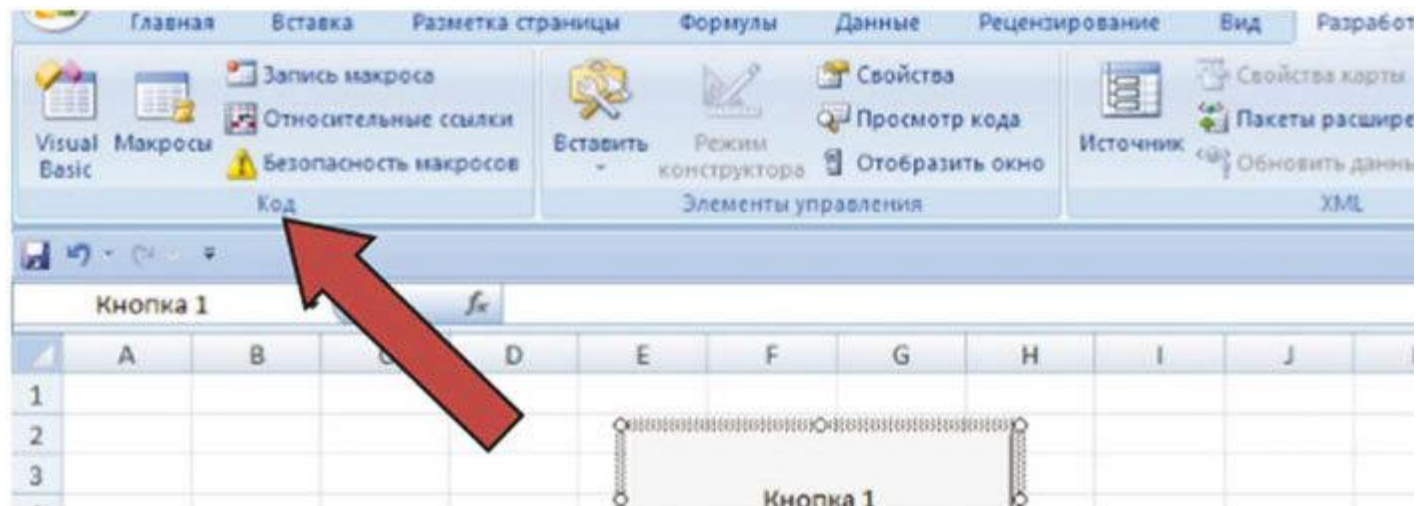 Главная Вставка Разметка страницы Формулы Данные Рецензирование Вид Разработ
Visual Basic
Макросы
Запись макроса
Относительные ссылки
Безопасность макросов
Код
Вставить
Режим конструктора
Свойства
Просмотр кода
Отобразить окно
Элементы управления
Источник
Свойства карты
Пакеты расшире
Обновить данны
XML
Кнопка 1 fx
A B C D E F G H I J
1
2
3
Кнопка 1